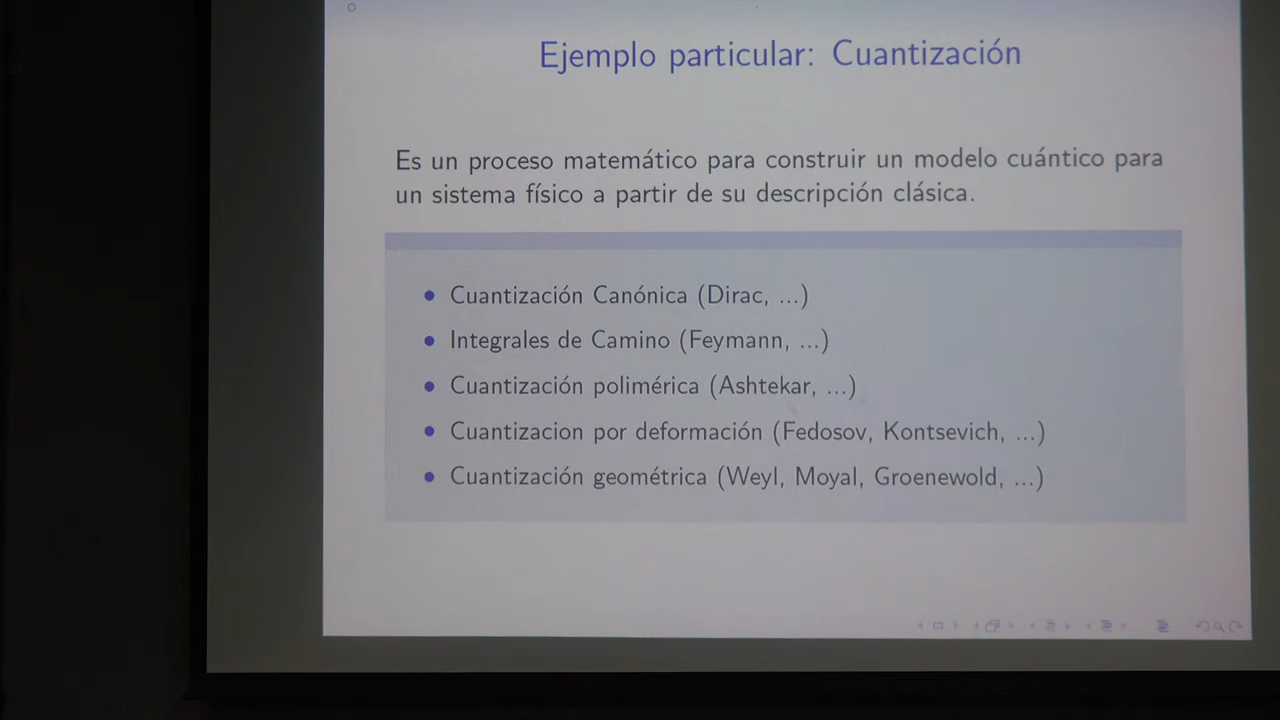 Ejemplo particular: Cuantización
Es un proceso matemático para construir un modelo cuántico para
un sistema físico a partir de su descripción clásica.
• Cuantización Canónica (Dirac, ...)
• Integrales de Camino (Feymann, ...)
• Cuantización polimérica (Ashtekar, ...)
• Cuantizacion por deformación (Fedosov, Kontsevich, ...)
• Cuantización geométrica (Weyl, Moyal, Groenewold, ...)